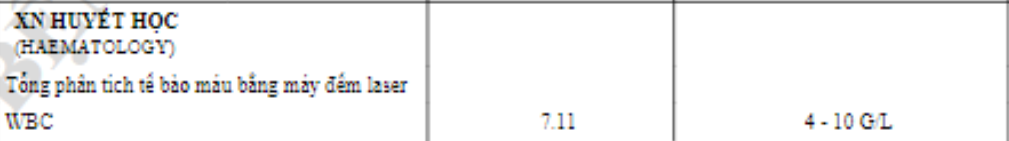 XN HUYẾT HỌC
(HAEMATOLOGY)
Tổng phân tích tế bào máu bằng máy đếm laser
WBC 7.11 4 - 10 G/L